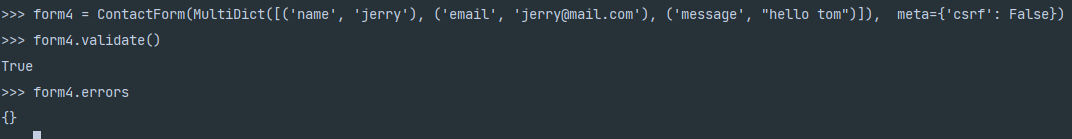 >>> form4 = ContactForm(MultiDict([('name', 'jerry'), ('email', 'jerry@mail.com'), ('message', "hello tom")]),  meta={'csrf': False})
>>> form4.validate()
True
>>> form4.errors
{}